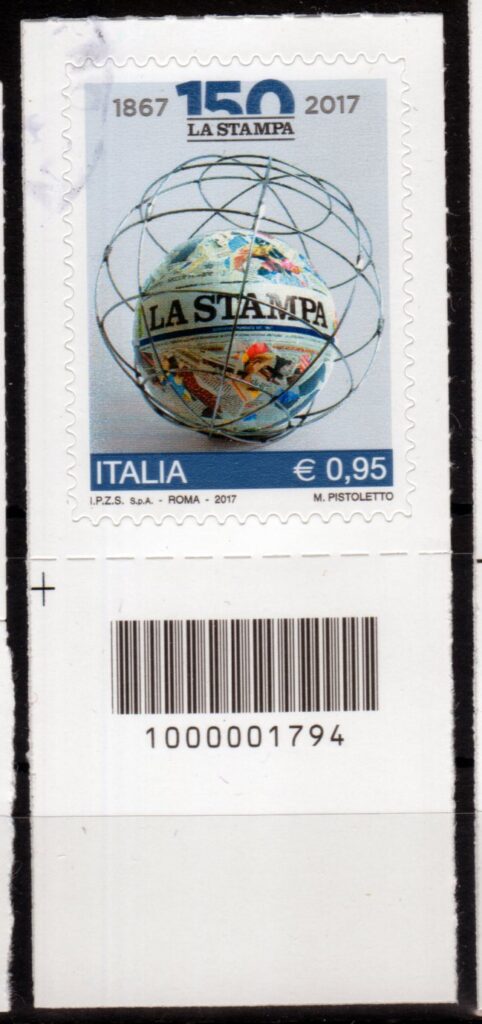 1867 150 2017
LA STAMPA
LA STAMPA
ITALIA € 0,95
I.P.Z.S. S.p.A. - ROMA - 2017 M. PISTOLETTO
1000001794